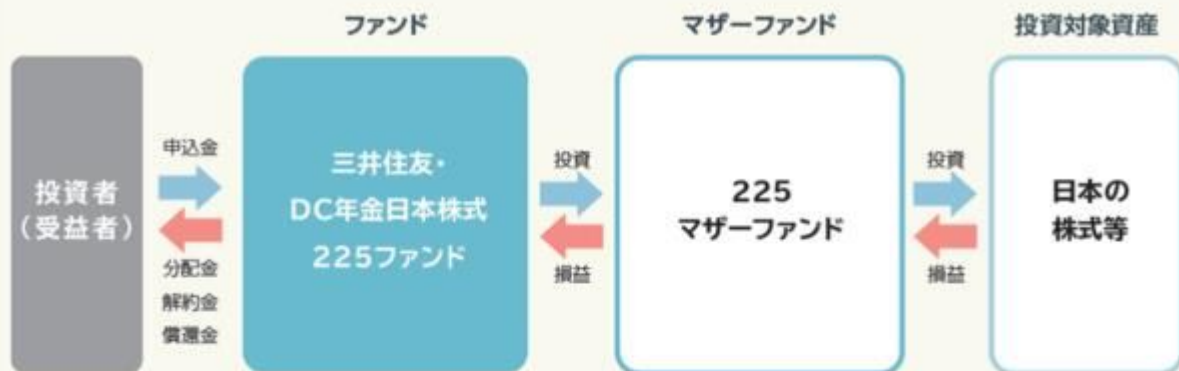 ファンド
マザーファンド
投資対象資産
投資者
（受益者）
申込金
分配金
解約金
償還金
三井住友・
DC年金日本株式
225ファンド
投資
損益
225
マザーファンド
投資
損益
日本の
株式等